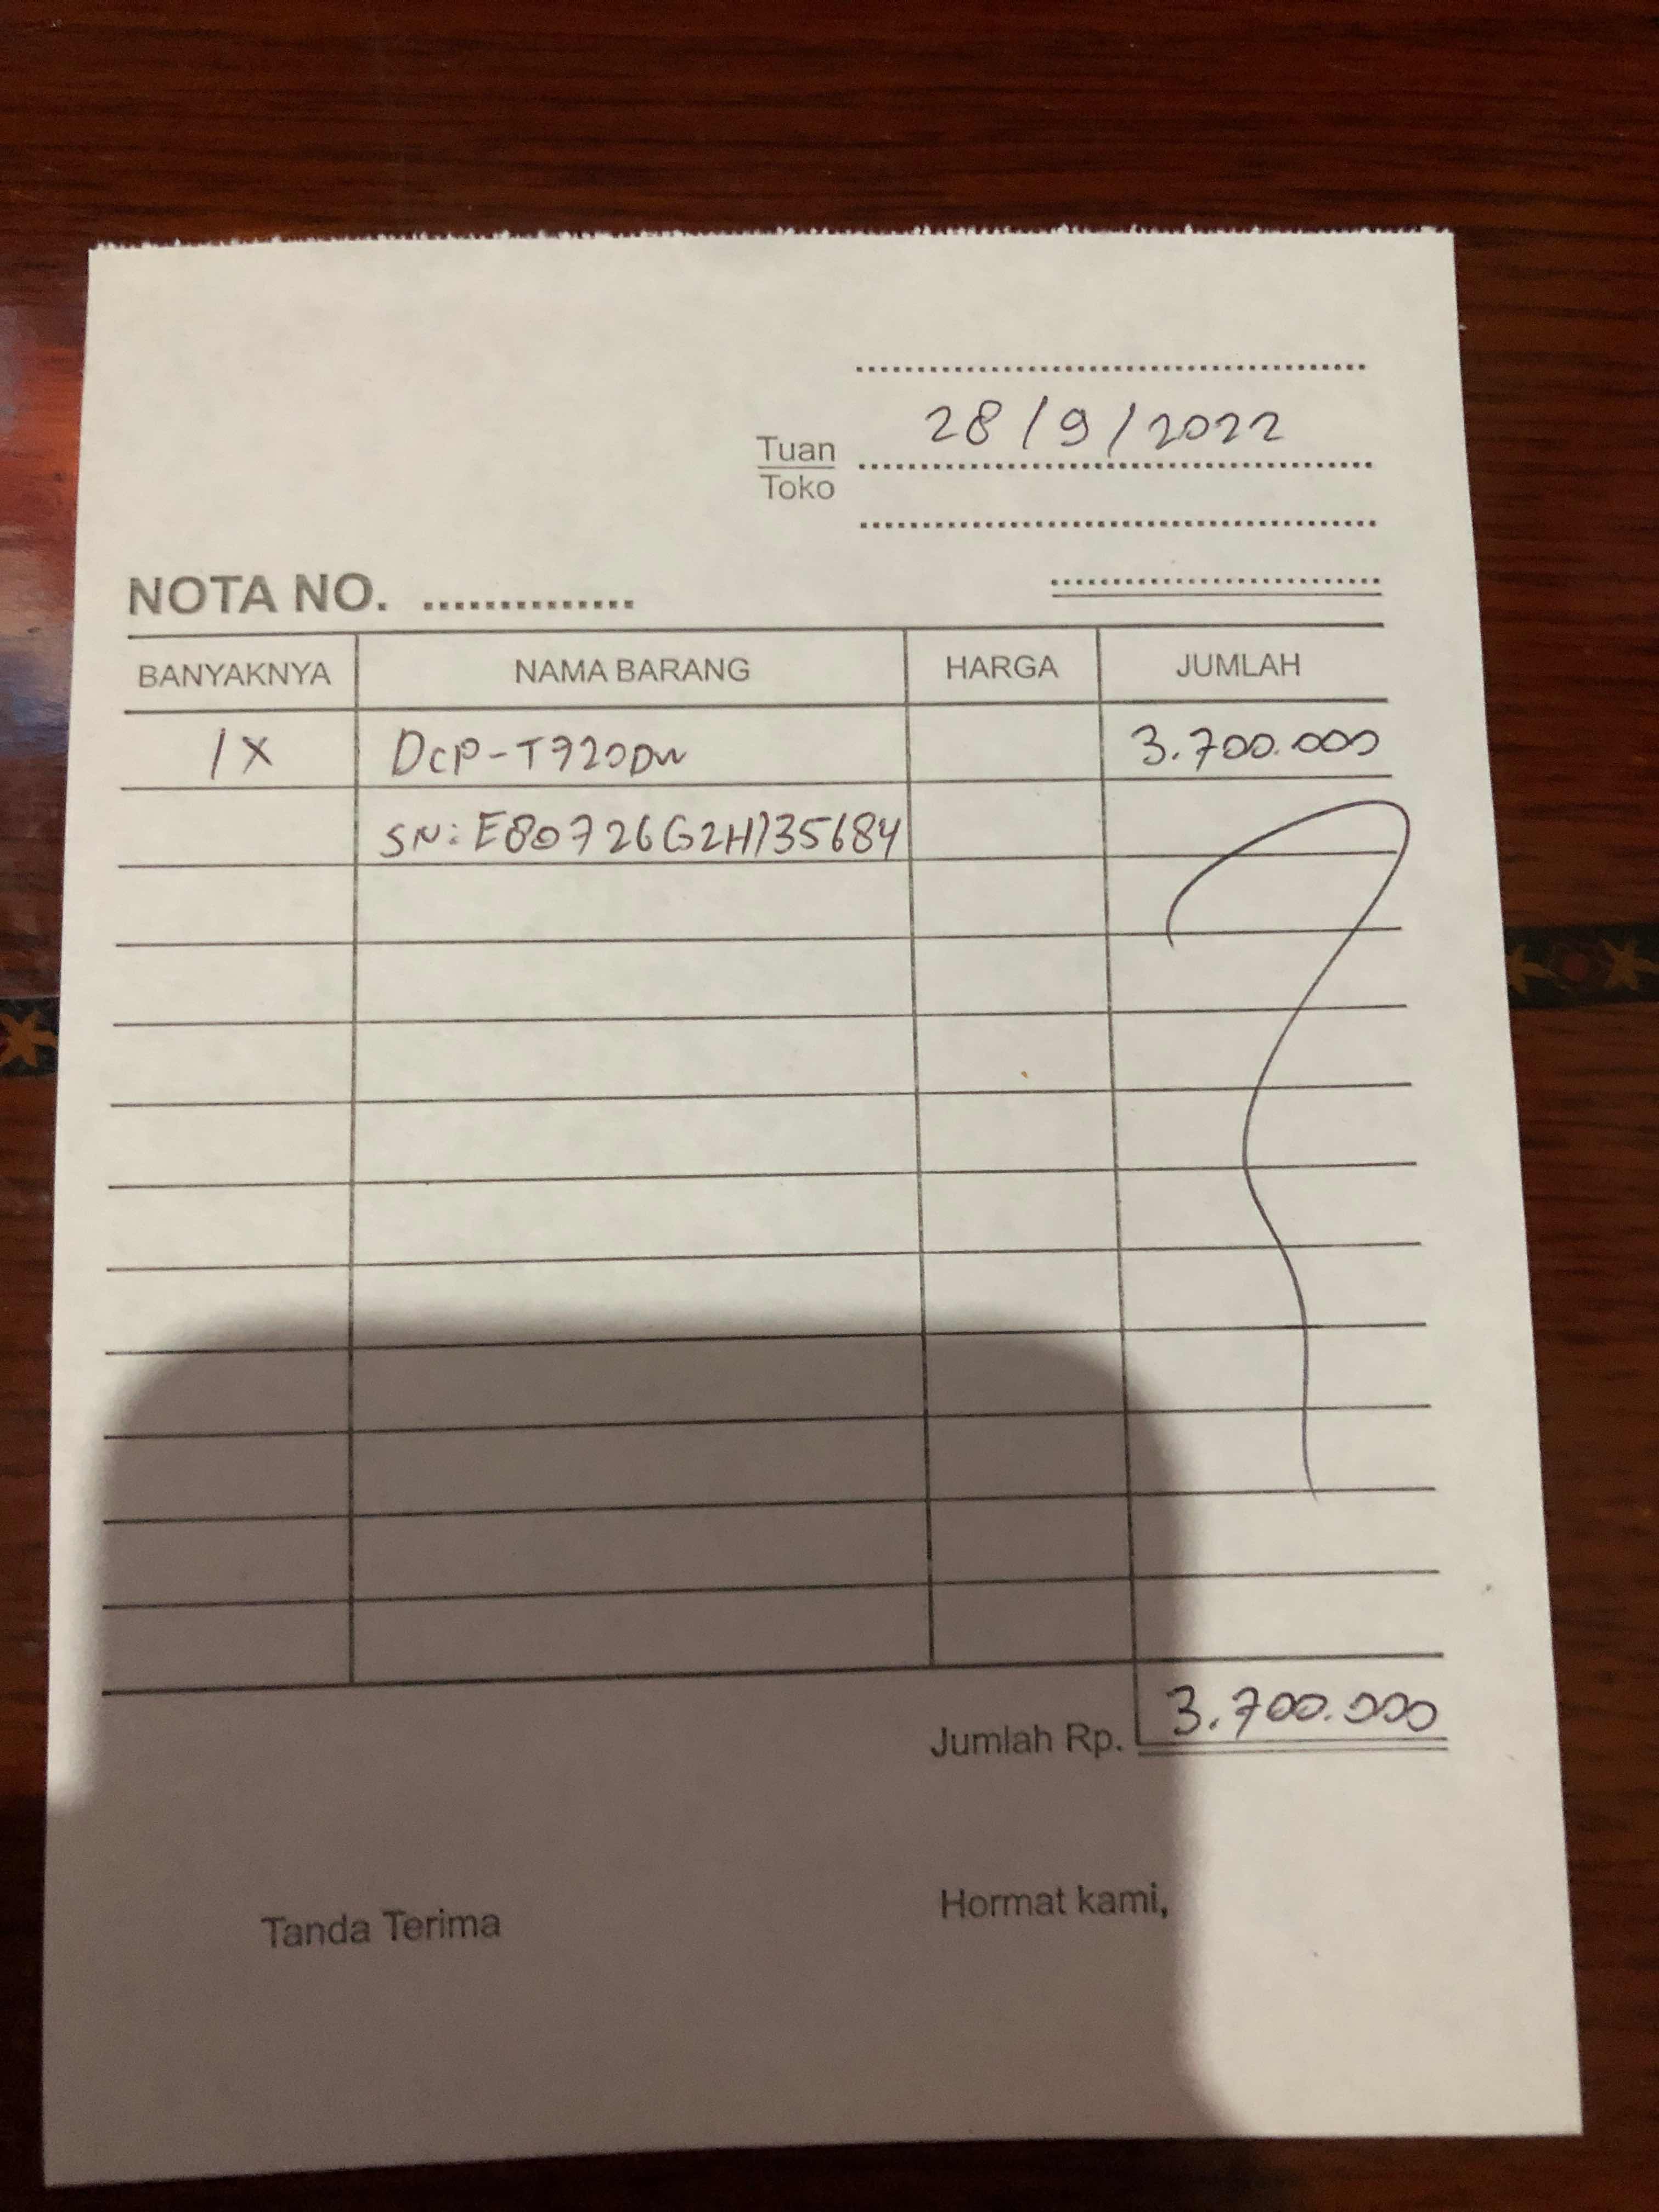 28/9/2022
Tuan
Toko
NOTA NO.
BANYAKNYA NAMA BARANG HARGA JUMLAH
1X DCP-T720DW 3.700.000
SN: E80726G2H135684
Jumlah Rp. 3.700.000
Tanda Terima Hormat kami,